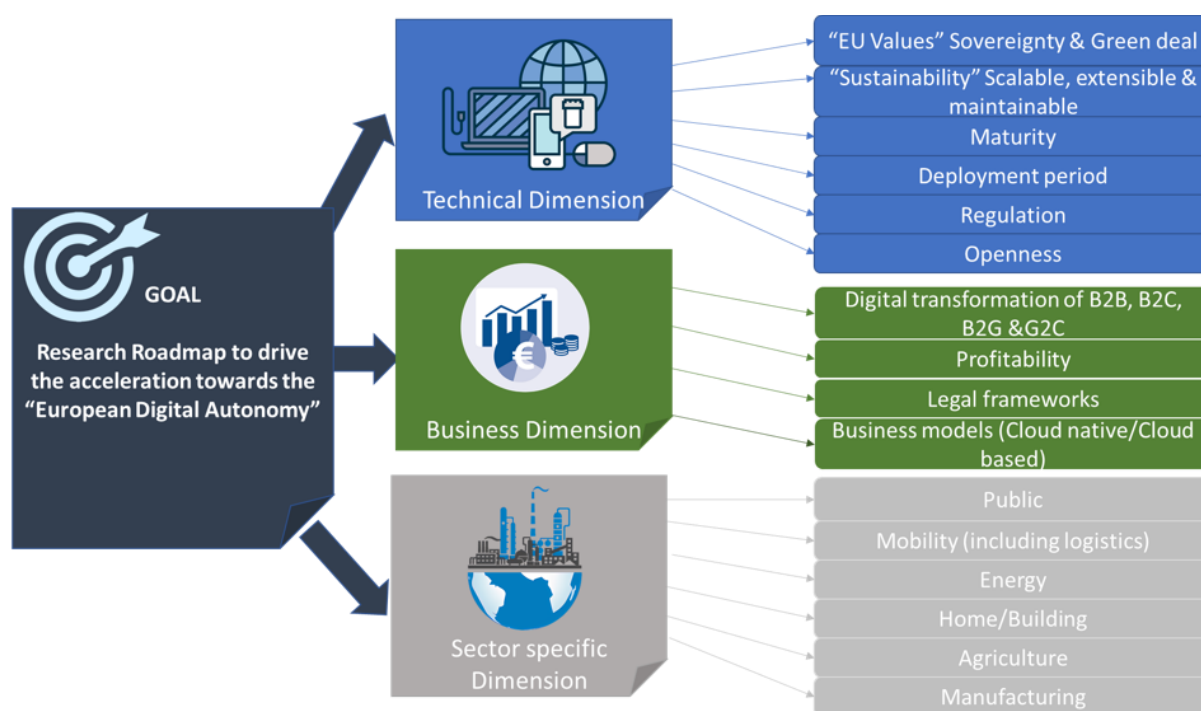 GOAL
Research Roadmap to drive
the acceleration towards the
“European Digital Autonomy”
Technical Dimension
“EU Values” Sovereignty & Green deal
“Sustainability” Scalable, extensible &
maintainable
Maturity
Deployment period
Regulation
Openness
€
Business Dimension
Digital transformation of B2B, B2C,
B2G &G2C
Profitability
Legal frameworks
Business models (Cloud native/Cloud
based)
Sector specific
Dimension
Public
Mobility (including logistics)
Energy
Home/Building
Agriculture
Manufacturing